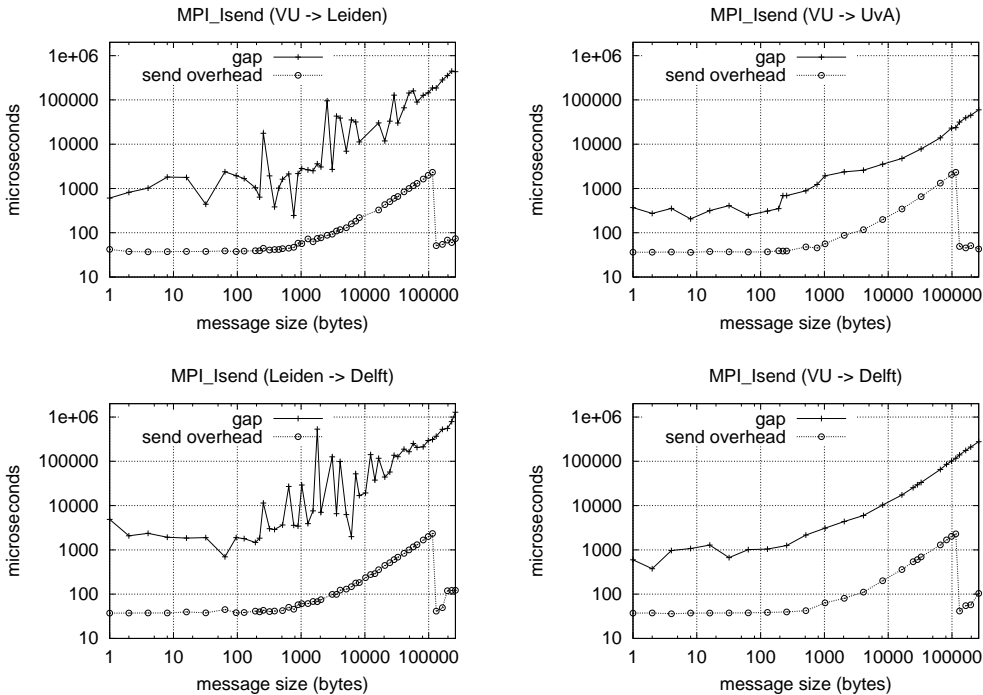 MPI_Isend (VU -> Leiden)
1e+06
100000
10000
1000
100
10
microseconds
gap
send overhead
1 10 100 1000 10000 100000
message size (bytes)
MPI_Isend (VU -> UvA)
1e+06
100000
10000
1000
100
10
microseconds
gap
send overhead
1 10 100 1000 10000 100000
message size (bytes)
MPI_Isend (Leiden -> Delft)
1e+06
100000
10000
1000
100
10
microseconds
gap
send overhead
1 10 100 1000 10000 100000
message size (bytes)
MPI_Isend (VU -> Delft)
1e+06
100000
10000
1000
100
10
microseconds
gap
send overhead
1 10 100 1000 10000 100000
message size (bytes)